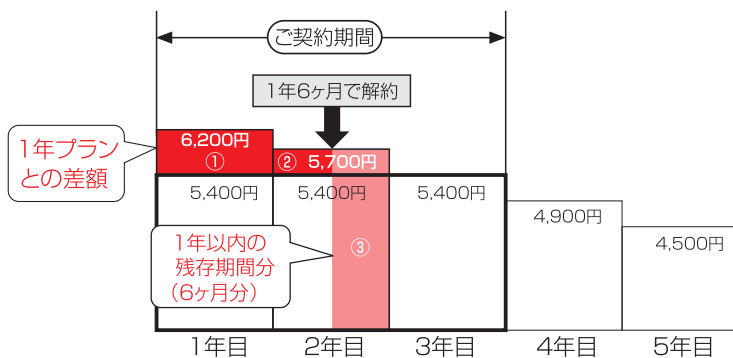 ご契約期間
1年6ヶ月で解約
1年プラン
との差額
6,200円
①
② 5,700円
5,400円
5,400円
5,400円
4,900円
4,500円
1年以内の
残存期間分
(6ヶ月分)
③
1年目
2年目
3年目
4年目
5年目